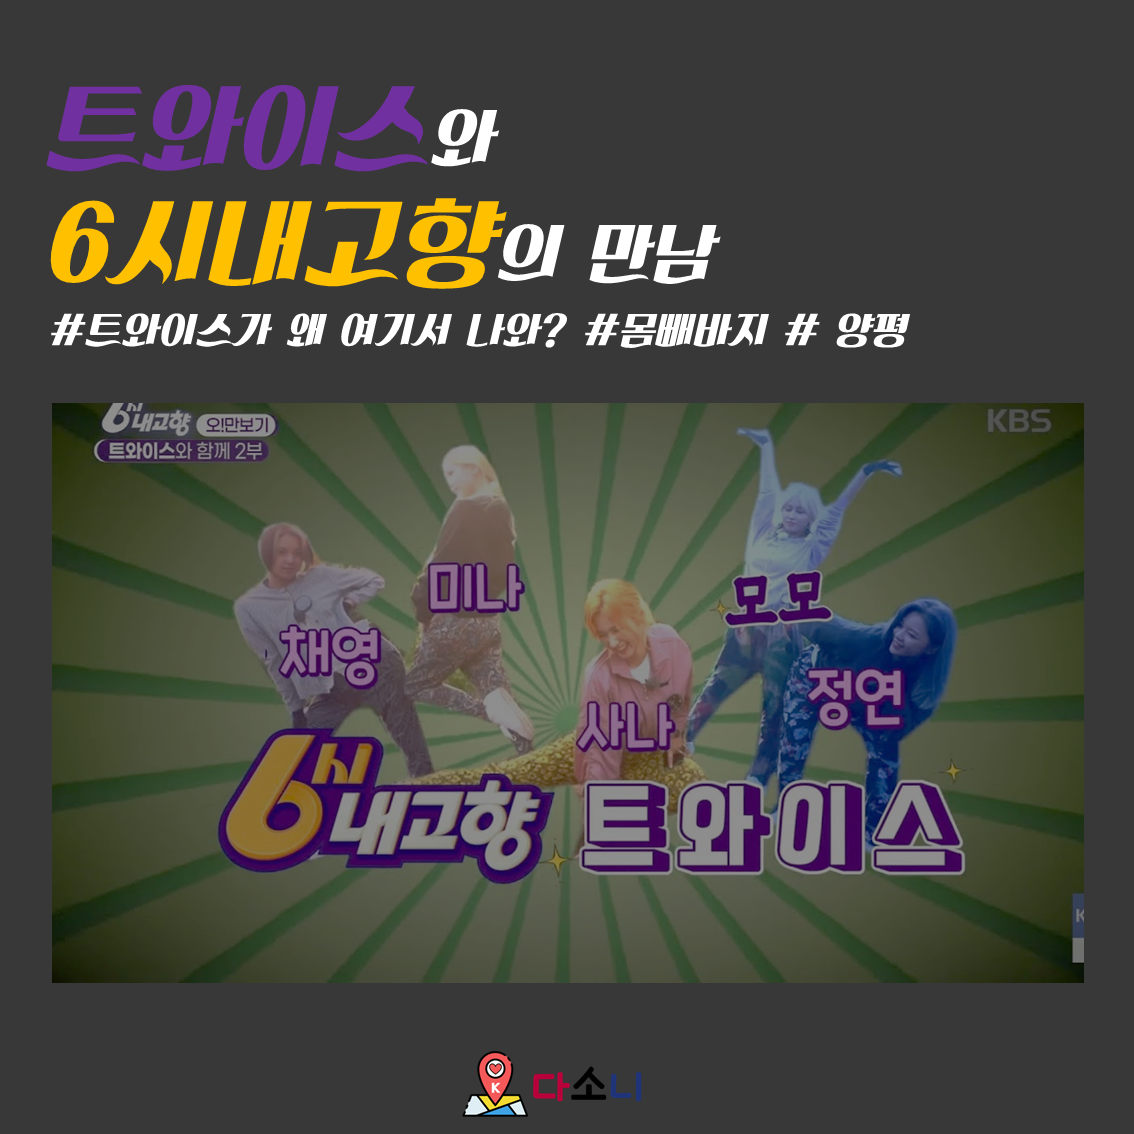 트와이스와
6시내고향의 만남
#트와이스가 왜 여기서 나와? #몸빼바지 # 양평
6시내고향 오!만보기
KBS
트와이스와 함께 2부
미나
모모
채영
정연
사나
6시내고향 트와이스
K
K
다소니